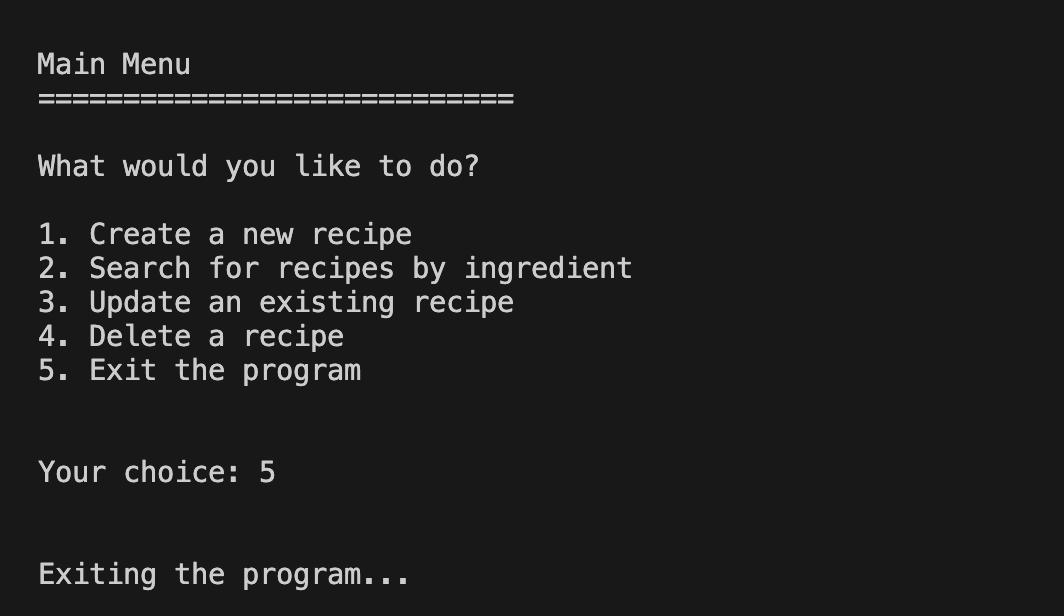 Main Menu
============================
What would you like to do?
1. Create a new recipe
2. Search for recipes by ingredient
3. Update an existing recipe
4. Delete a recipe
5. Exit the program
Your choice: 5
Exiting the program...